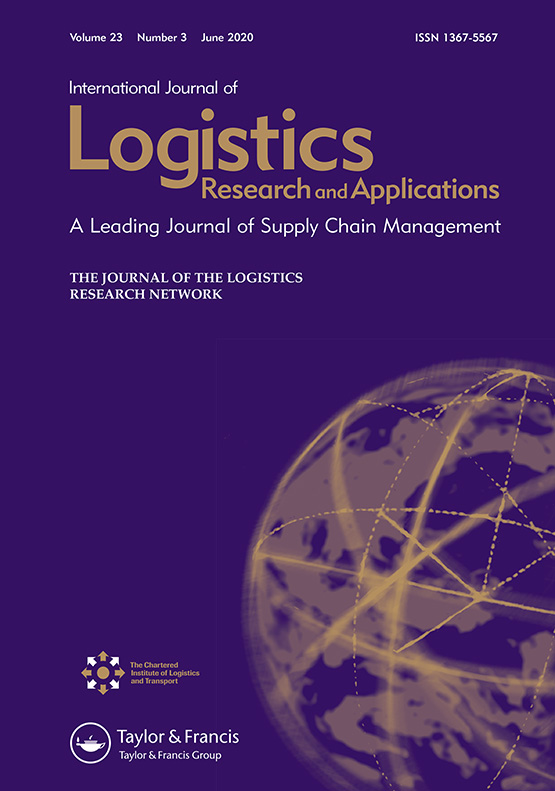 Volume 23 Number 3 June 2020 ISSN 1367-5567
International Journal of
Logistics
Research and Applications
A Leading Journal of Supply Chain Management
THE JOURNAL OF THE LOGISTICS
RESEARCH NETWORK
The Chartered
Institute of Logistics
and Transport
Taylor & Francis
Taylor & Francis Group